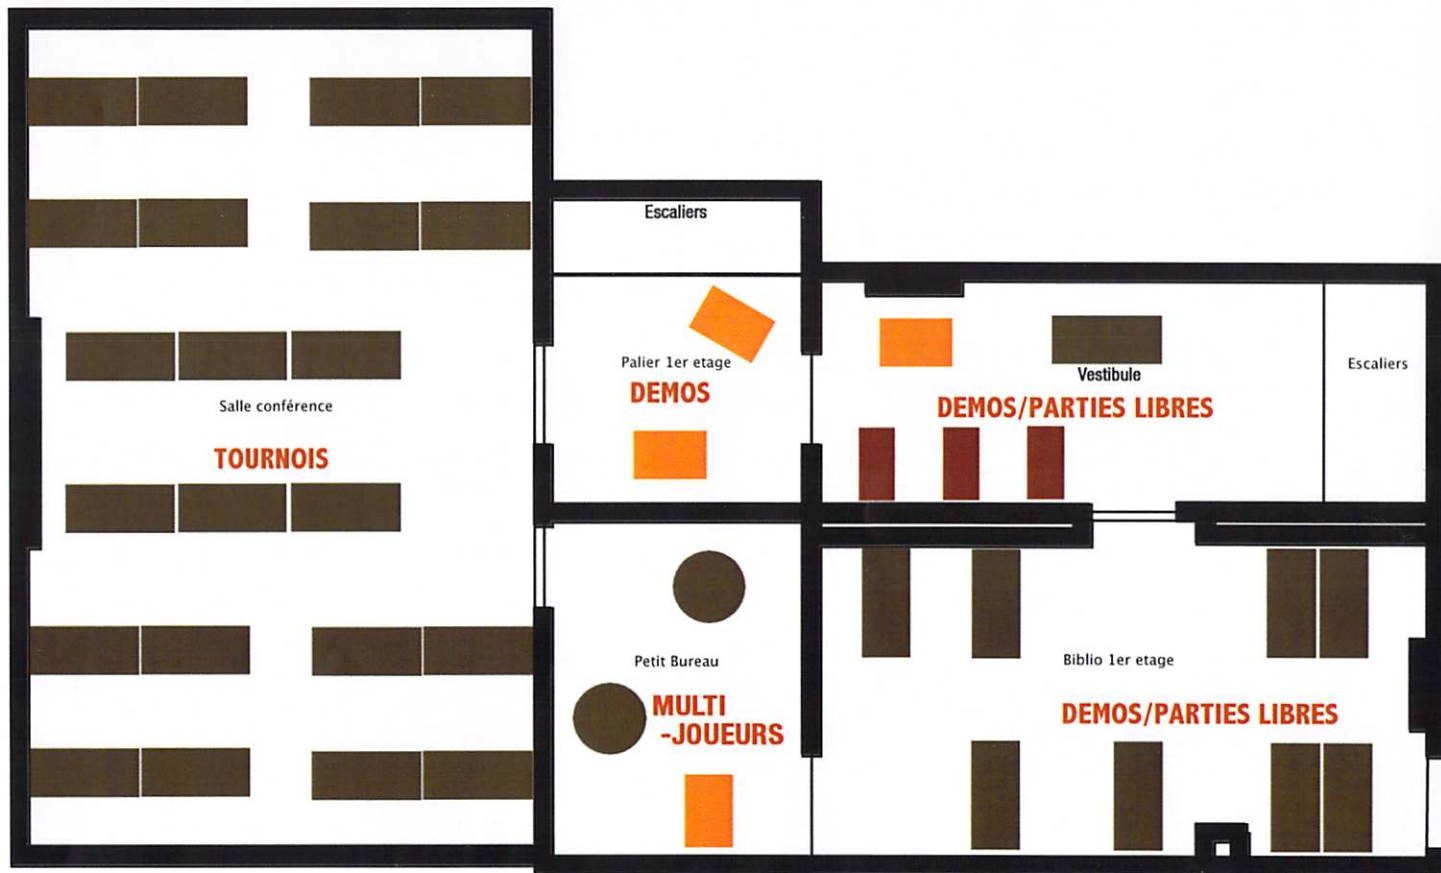 Escaliers
Palier 1er etage
DEMOS
Vestibule
DEMOS/PARTIES LIBRES
Escaliers
Salle conférence
TOURNOIS
Petit Bureau
MULTI
-JOUEURS
Biblio 1er etage
DEMOS/PARTIES LIBRES